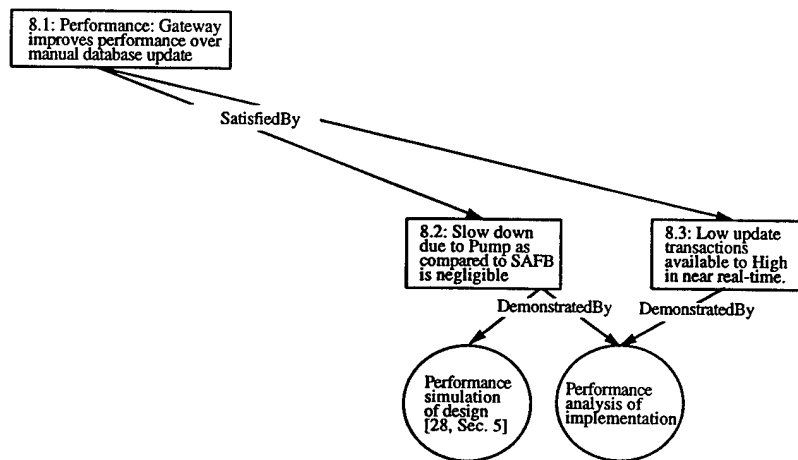 8.1: Performance: Gateway
improves performance over
manual database update
SatisfiedBy
8.2: Slow down
due to Pump as
compared to SAFB
is negligible
8.3: Low update
transactions
available to High
in near real-time.
DemonstratedBy
DemonstratedBy
Performance
simulation
of design
[28, Sec. 5]
Performance
analysis of
implementation